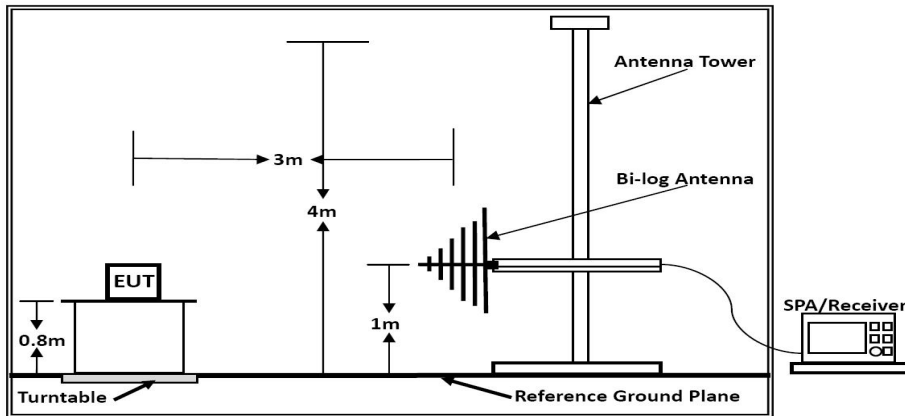 Antenna Tower
3m
Bi-log Antenna
4m
EUT
SPA/Receiver
0.8m
1m
Turntable
Reference Ground Plane